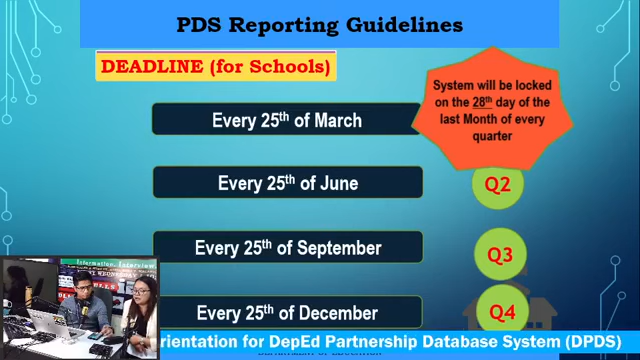 PDS Reporting Guidelines
DEADLINE (for Schools)
System will be locked
on the 28th day of the
last Month of every
quarter
Every 25th of March
Every 25th of June
Q2
Every 25th of September
Q3
Every 25th of December
Q4
Information. Interview.
rientation for DepEd Partnership Database System (DPDS)